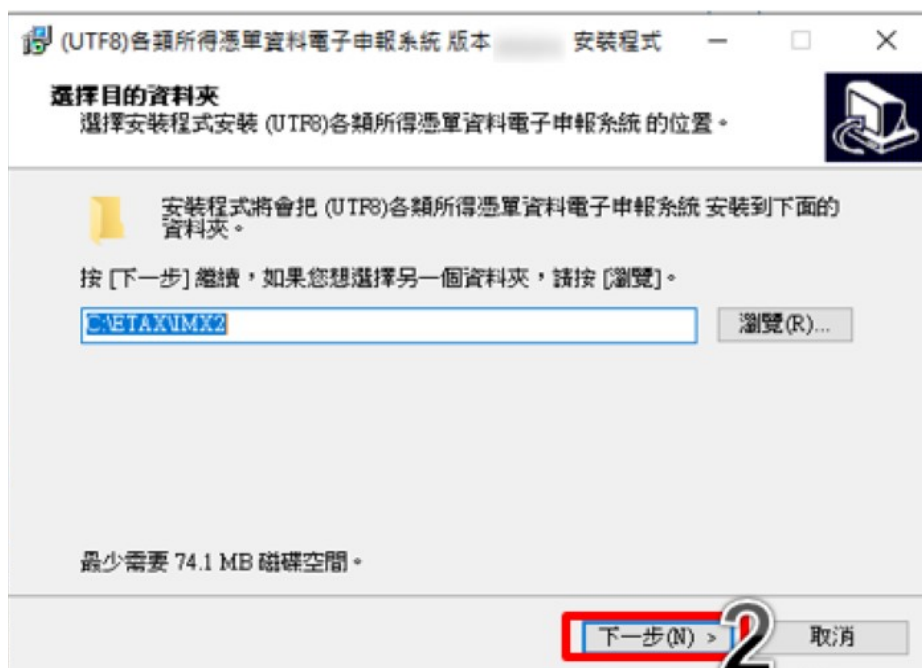 (UTF8)各類所得憑單資料電子申報系統 版本 安裝程式
選擇目的資料夾
選擇安裝程式安裝 (UTF8)各類所得憑單資料電子申報系統 的位置。
安裝程式將會把 (UTF8)各類所得憑單資料電子申報系統 安裝到下面的
資料夾。
按 [下一步] 繼續，如果您想選擇另一個資料夾，請按 [瀏覽]。
C:\ETAX\IMX2
瀏覽(R)...
最少需要 74.1 MB 磁碟空間。
下一步(N) >
2
取消